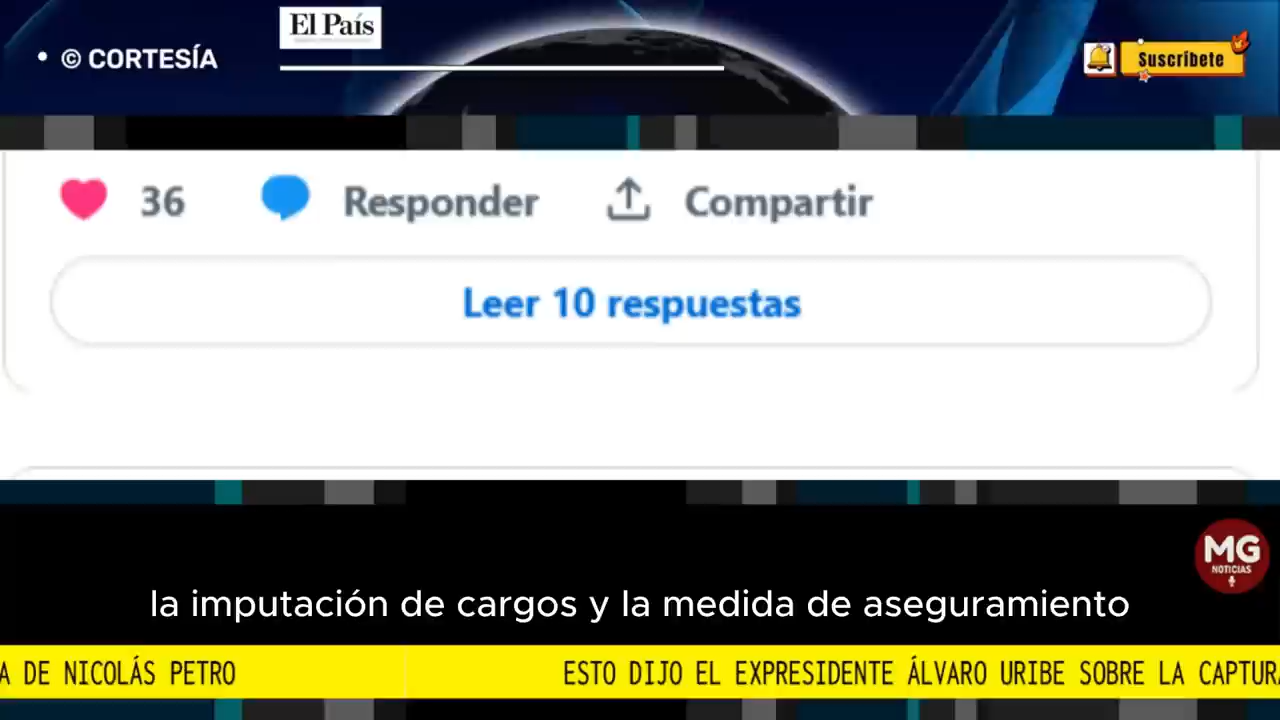 El País
© CORTESÍA
Suscríbete
36 Responder Compartir
Leer 10 respuestas
MG
NOTICIAS
la imputación de cargos y la medida de aseguramiento
A DE NICOLÁS PETRO ESTO DIJO EL EXPRESIDENTE ÁLVARO URIBE SOBRE LA CAPTURA